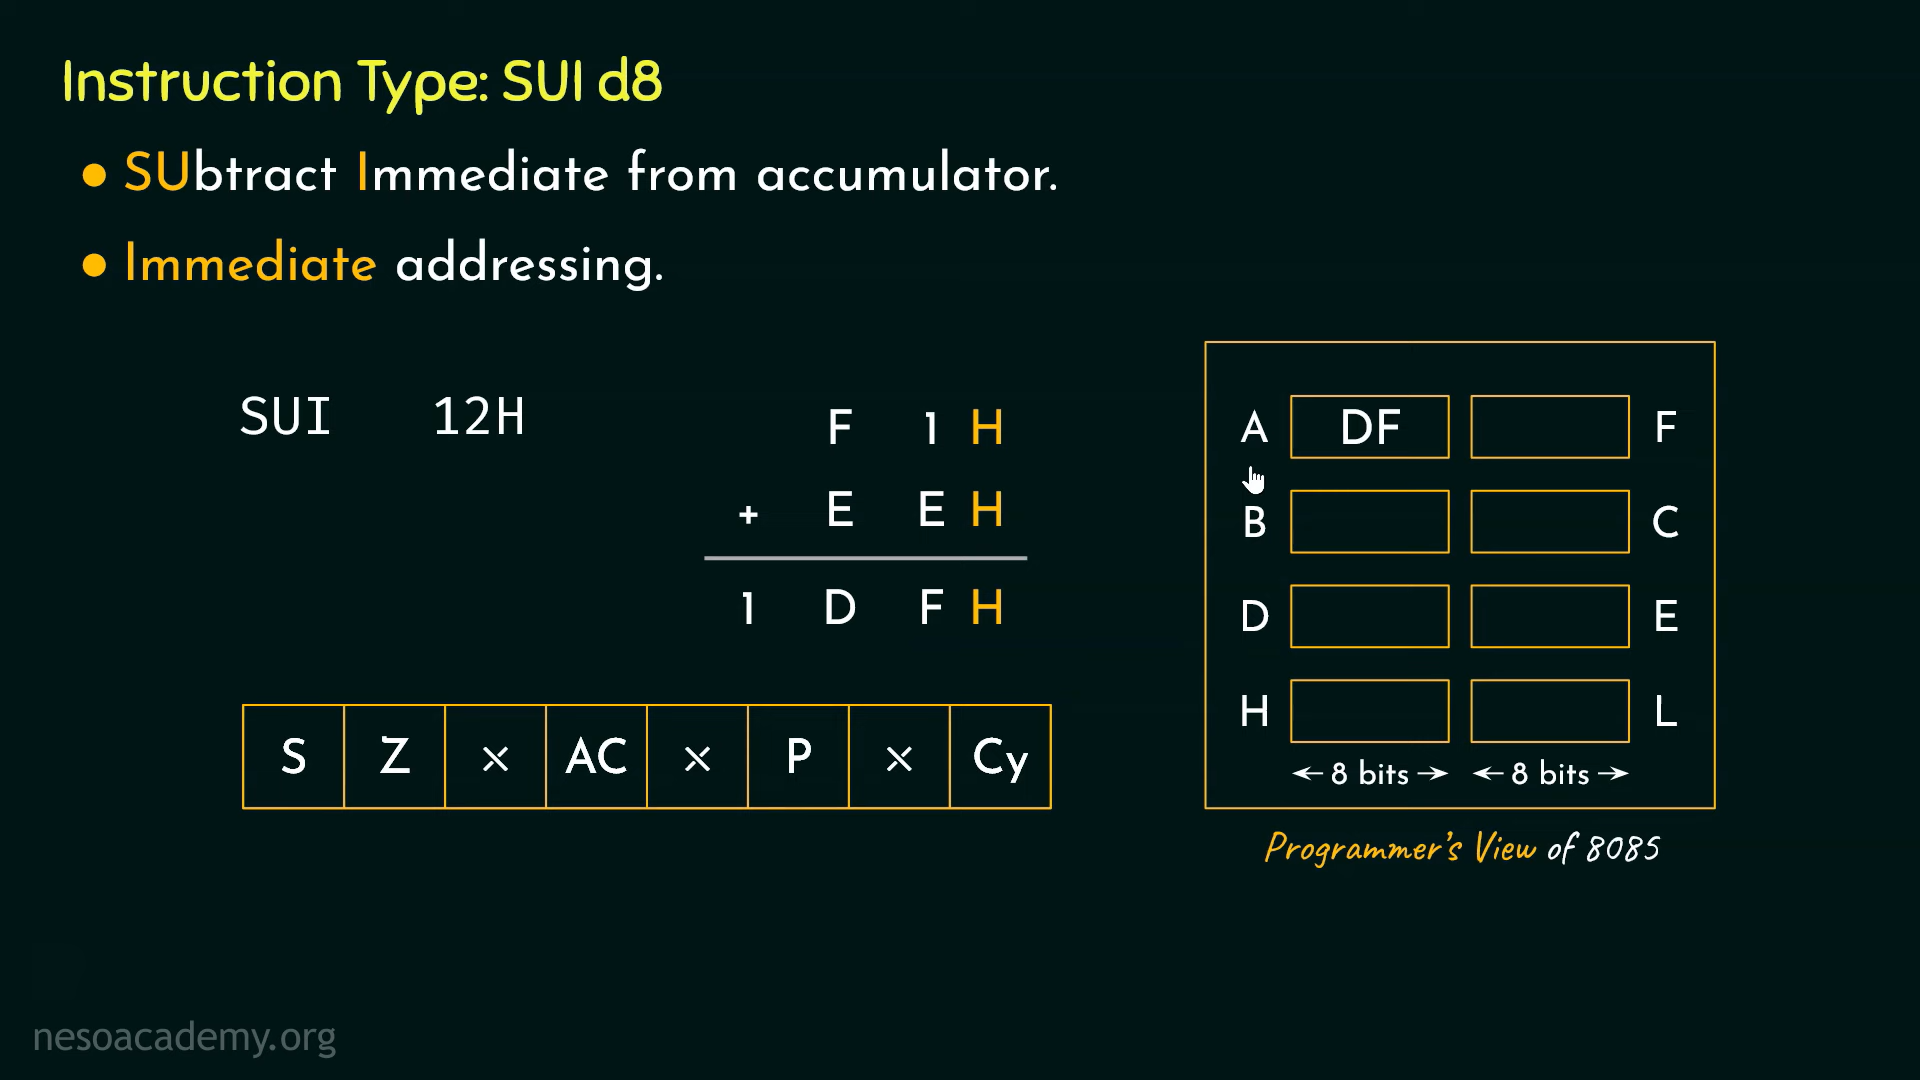 Instruction Type: SUI d8
● SUbtract Immediate from accumulator.
● Immediate addressing.
SUI 12H
F 1 H
+ E E H
1 D F H
S Z × AC × P × Cy
A DF F
B C
D E
H L
←8 bits→ ←8 bits→
Programmer's View of 8085
nesoacademy.org